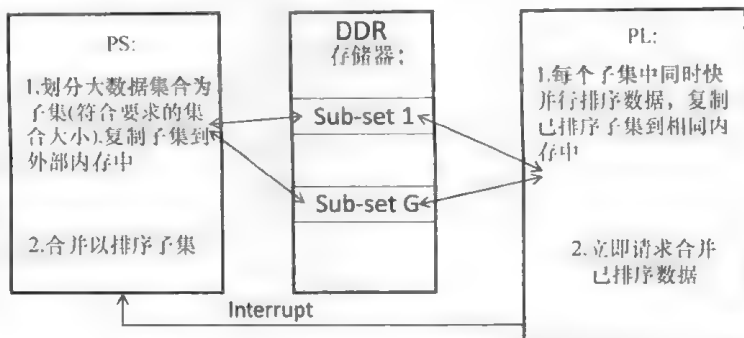 PS:
1.划分大数据集合为
子集(符合要求的集
合大小).复制子集到
外部内存中
2.合并以排序子集
DDR
存储器:
Sub-set 1
Sub-set G
PL:
1.每个子集中同时快
并行排序数据，复制
已排序子集到相同内
存中
2.立即请求合并
已排序数据
Interrupt